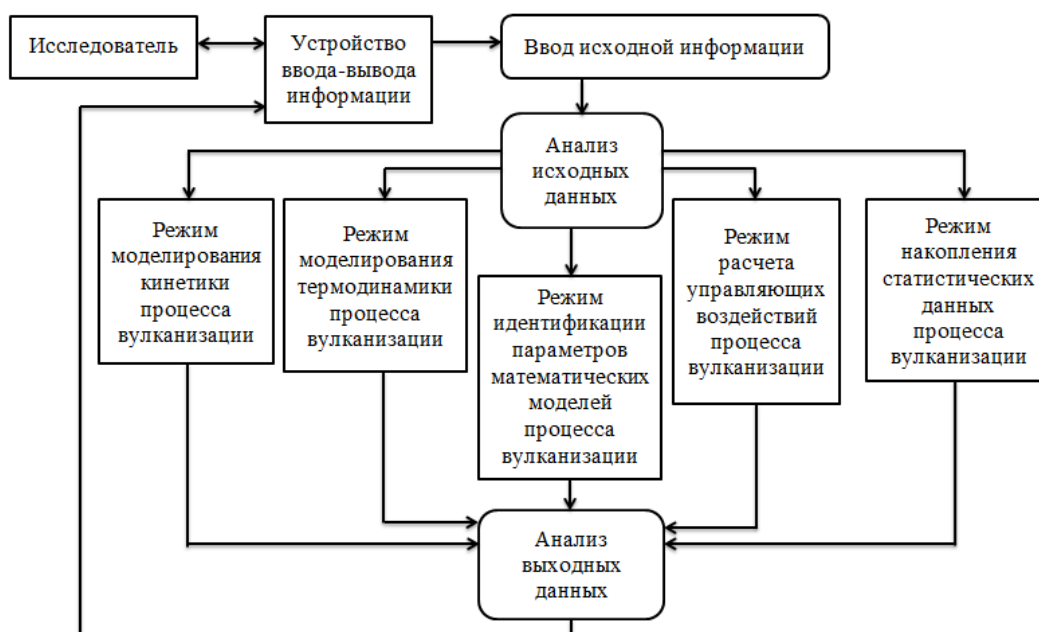 Исследователь
Устройство
ввода-вывода
информации
Ввод исходной информации
Анализ
исходных
данных
Режим
моделирования
кинетики
процесса
вулканизации
Режим
моделирования
термодинамики
процесса
вулканизации
Режим
идентификации
параметров
математических
моделей
процесса
вулканизации
Режим
расчета
управляющих
воздействий
процесса
вулканизации
Режим
накопления
статистических
данных
процесса
вулканизации
Анализ
выходных
данных